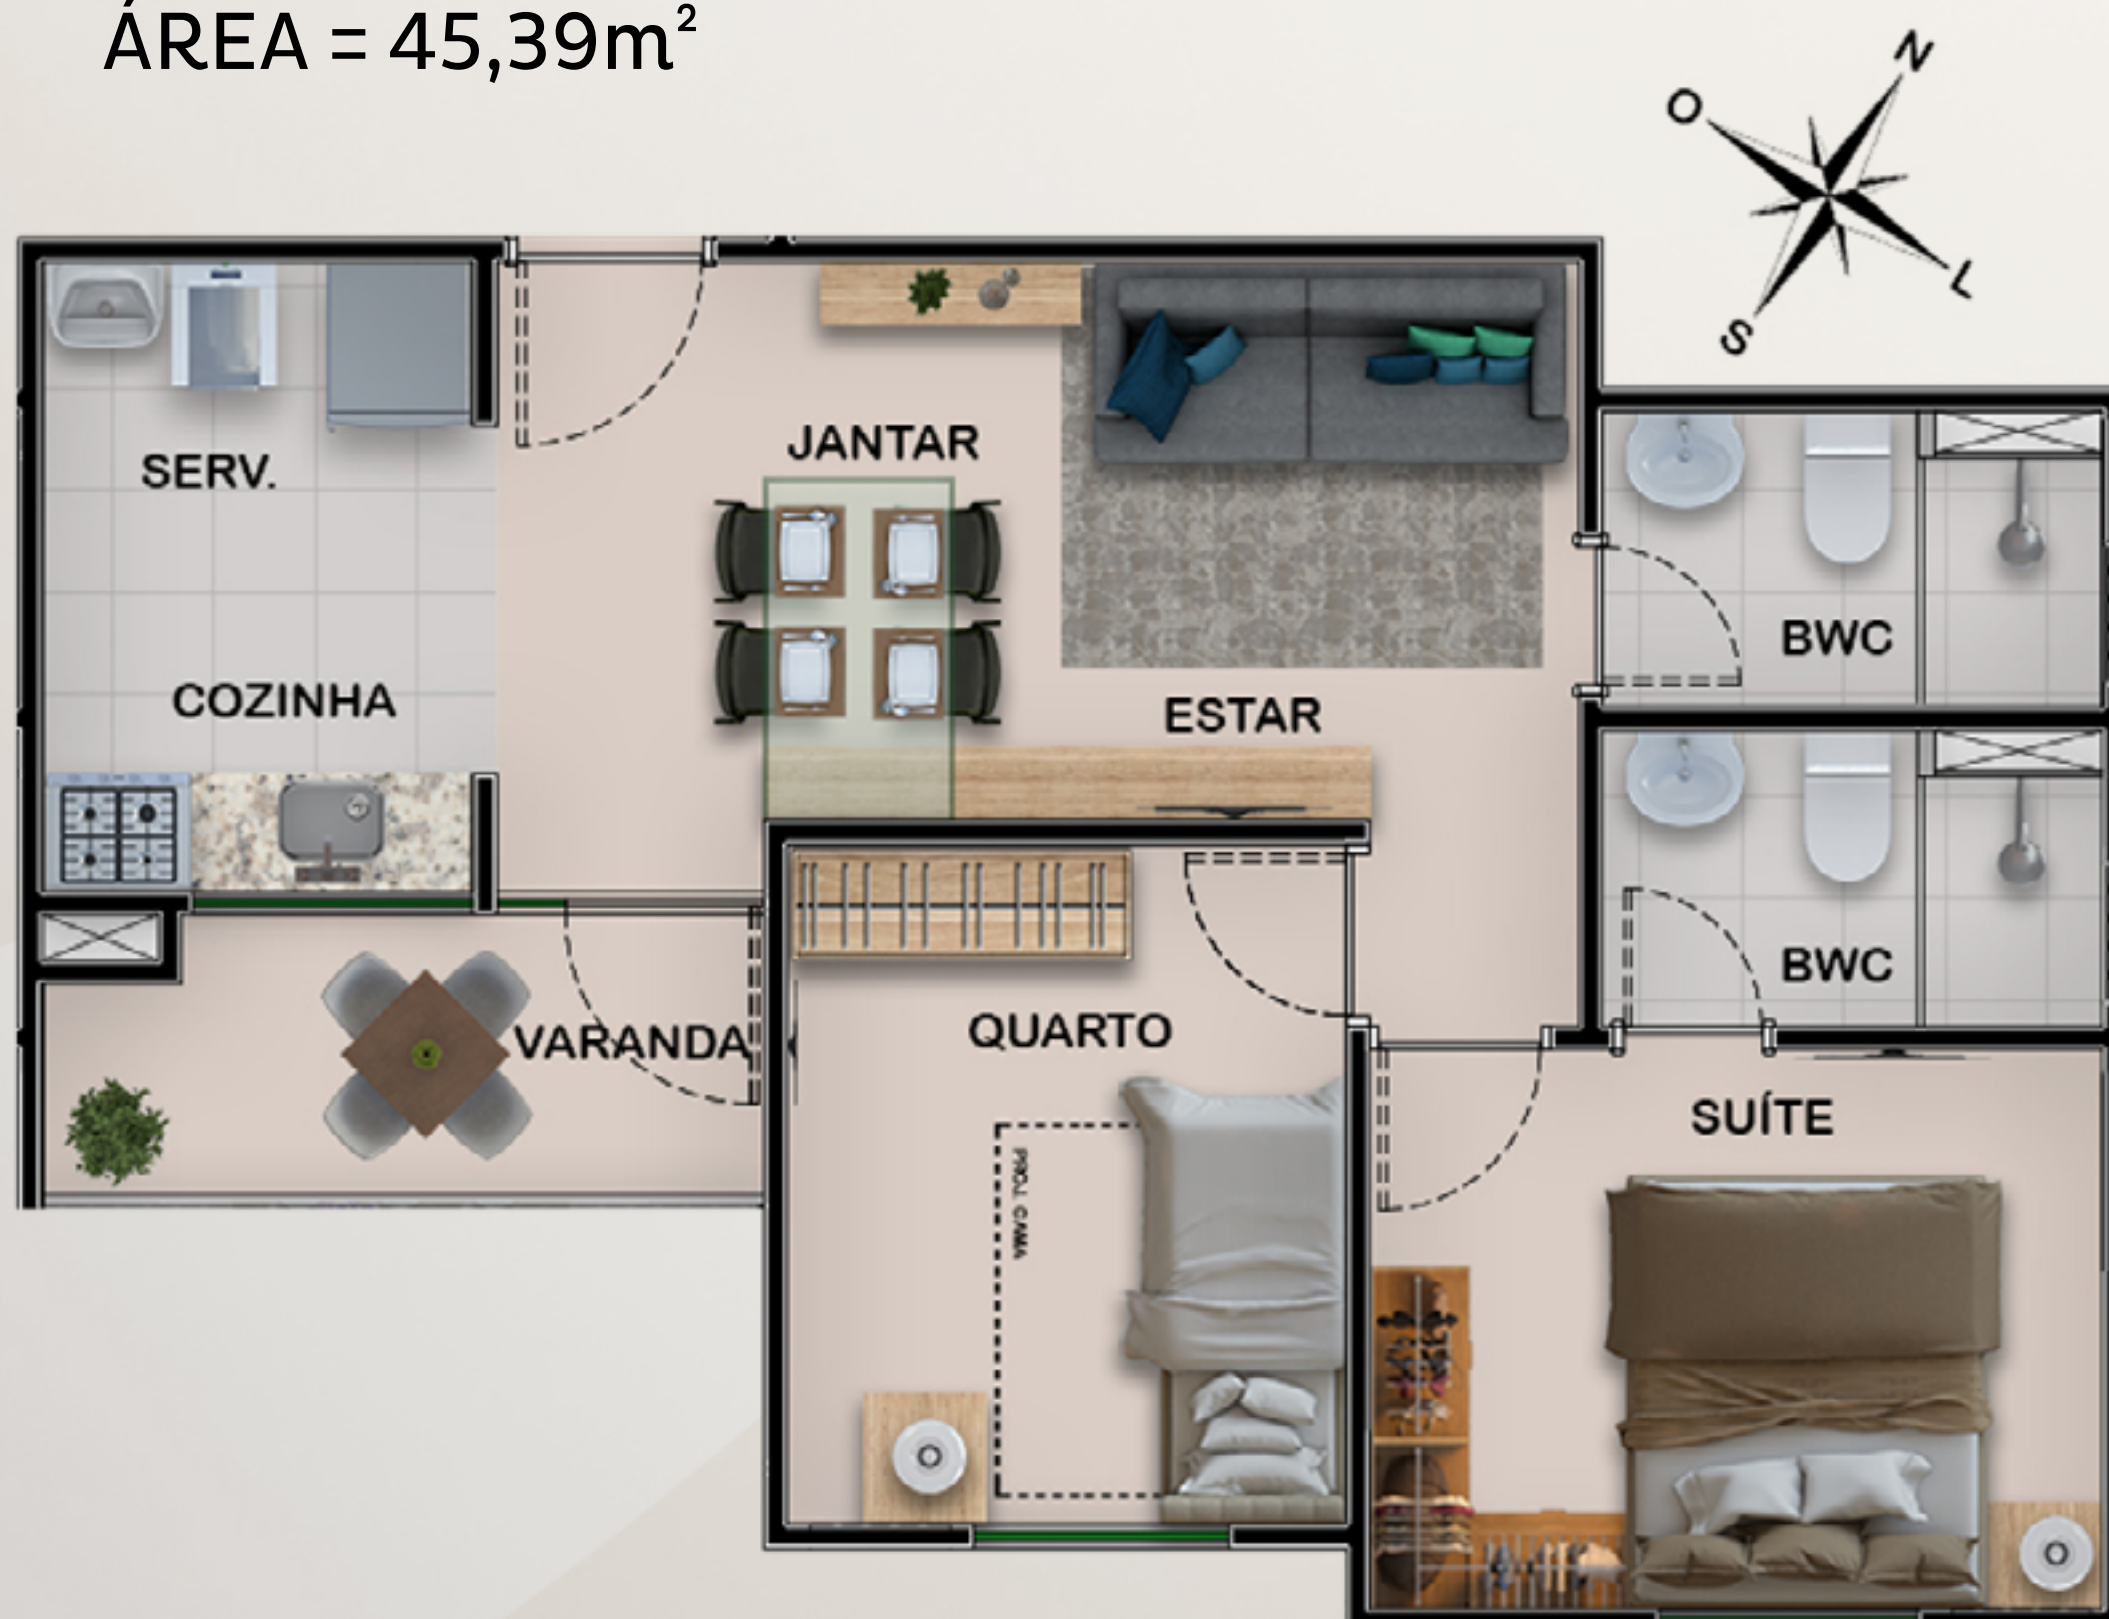 ÁREA = 45,39m²
N
O
L
S
JANTAR
SERV.
BWC
COZINHA
ESTAR
BWC
QUARTO
VARANDA
SUÍTE
PROJ. CAMA